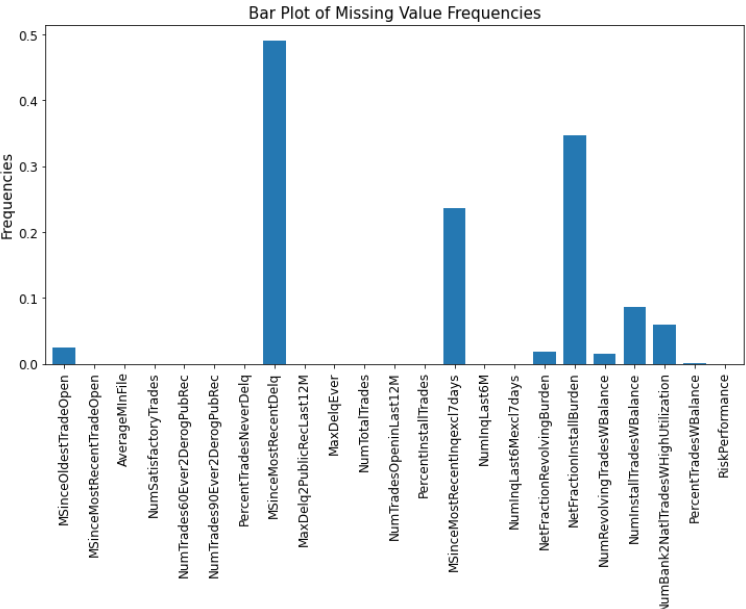 Bar Plot of Missing Value Frequencies
Frequencies
0.5
0.4
0.3
0.2
0.1
0.0
MSinceOldestTradeOpen
MSinceMostRecentTradeOpen
AverageMInFile
NumSatisfactoryTrades
NumTrades60Ever2DerogPubRec
NumTrades90Ever2DerogPubRec
PercentTradesNeverDelq
MSinceMostRecentDelq
MaxDelq2PublicRecLast12M
MaxDelqEver
NumTotalTrades
NumTradesOpeninLast12M
PercentInstallTrades
MSinceMostRecentInqexcl7days
NumInqLast6M
NumInqLast6Mexcl7days
NetFractionRevolvingBurden
NetFractionInstallBurden
NumRevolvingTradesWBalance
NumInstallTradesWBalance
NumBank2NatlTradesWHighUtilization
PercentTradesWBalance
RiskPerformance